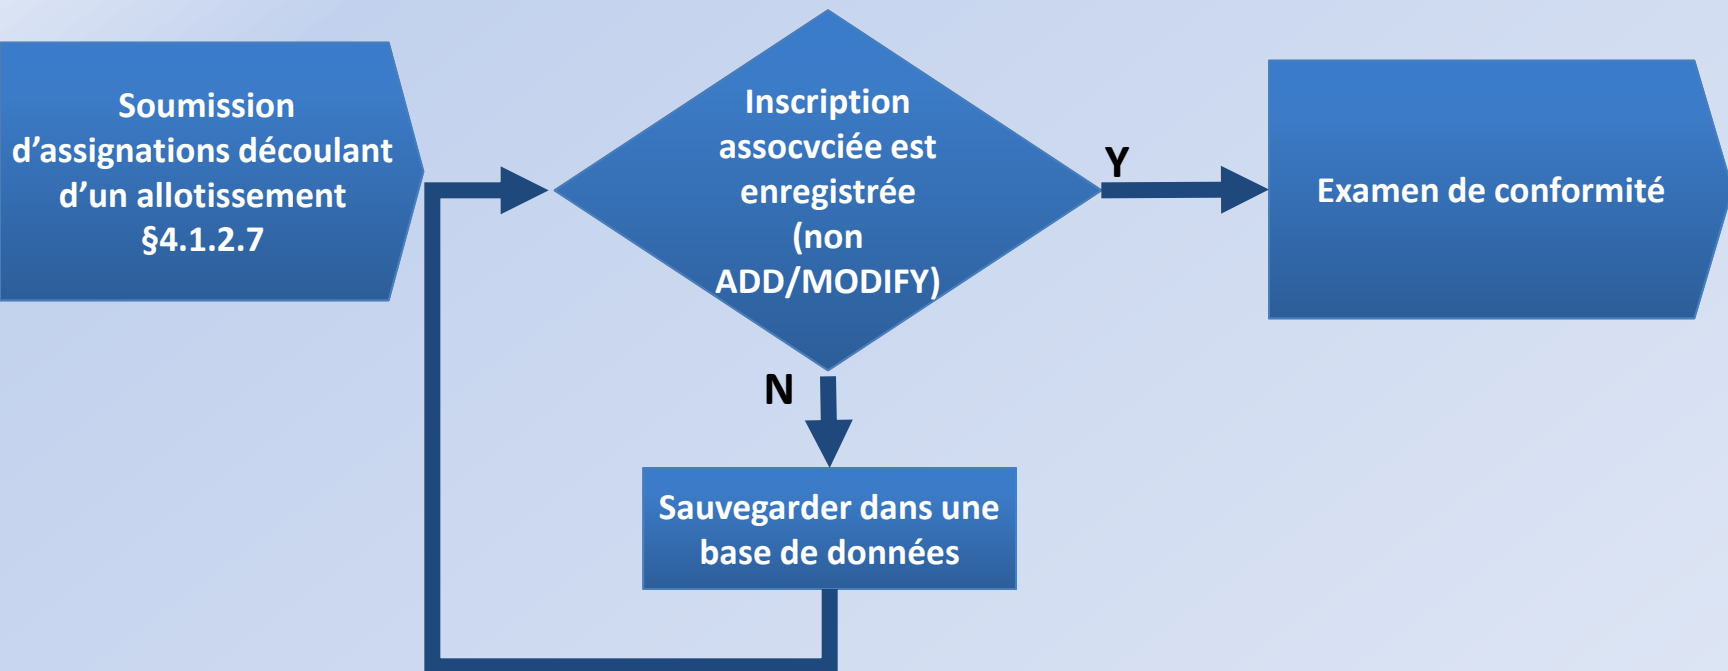 Soumission
d’assignations découlant
d’un allotissement
§4.1.2.7
Inscription
assocvciée est
enregistrée
(non
ADD/MODIFY)
Y
Examen de conformité
N
Sauvegarder dans une
base de données